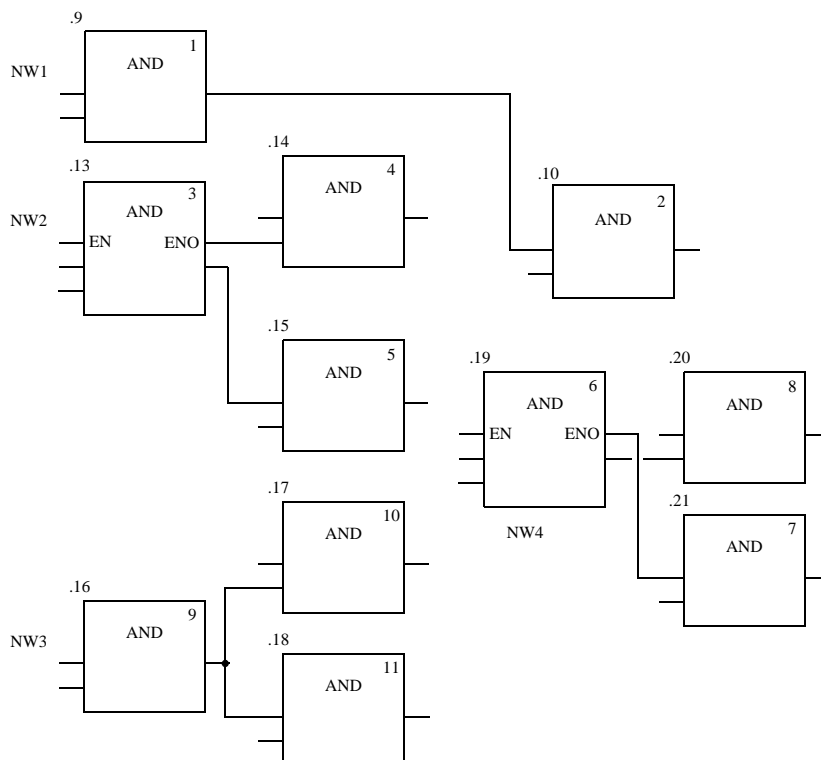 .9
1
AND
NW1
.14
4
AND
.13
3
AND
NW2
EN ENO
.10
2
AND
.15
5
AND
.19
6
AND
EN ENO
NW4
.20
8
AND
.21
7
AND
.17
10
AND
.16
9
AND
NW3
.18
11
AND